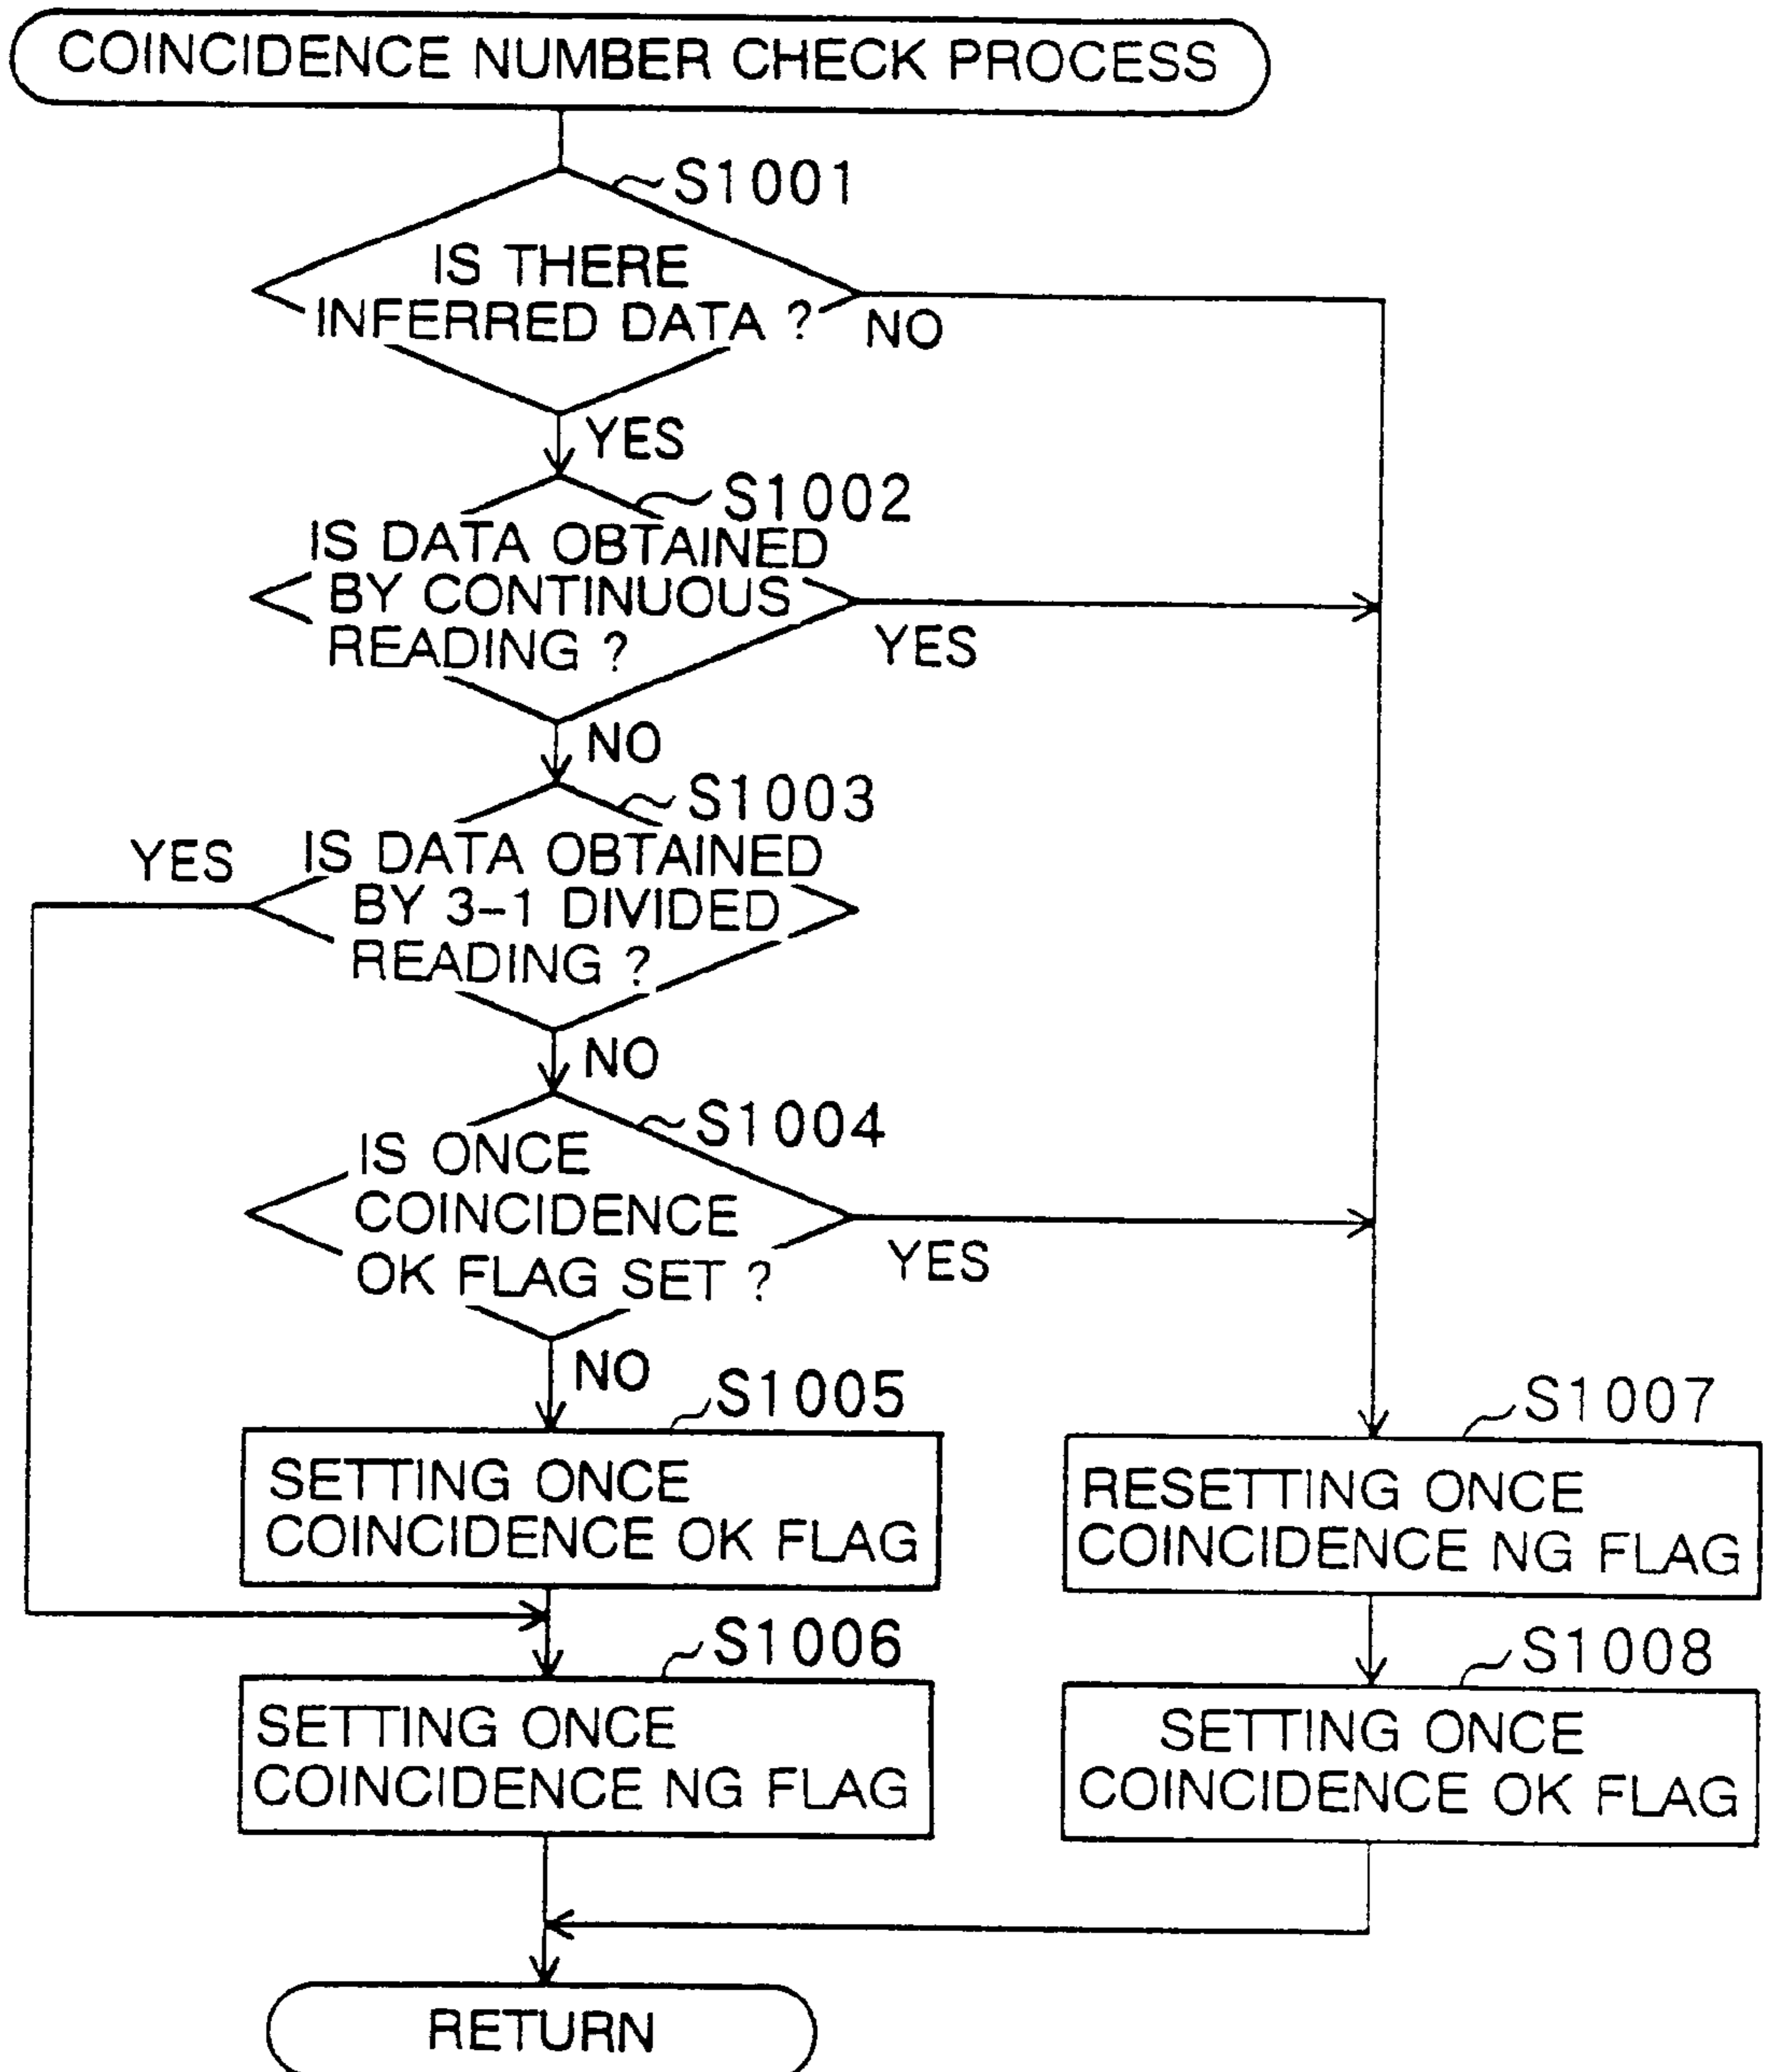 COINCIDENCE NUMBER CHECK PROCESS
S1001
IS THERE
INFERRED DATA ?
NO
YES
S1002
IS DATA OBTAINED
BY CONTINUOUS
READING ?
YES
NO
S1003
YES
IS DATA OBTAINED
BY 3-1 DIVIDED
READING ?
NO
S1004
IS ONCE
COINCIDENCE
OK FLAG SET ?
YES
NO
S1005
SETTING ONCE
COINCIDENCE OK FLAG
S1007
RESETTING ONCE
COINCIDENCE NG FLAG
S1006
SETTING ONCE
COINCIDENCE NG FLAG
S1008
SETTING ONCE
COINCIDENCE OK FLAG
RETURN